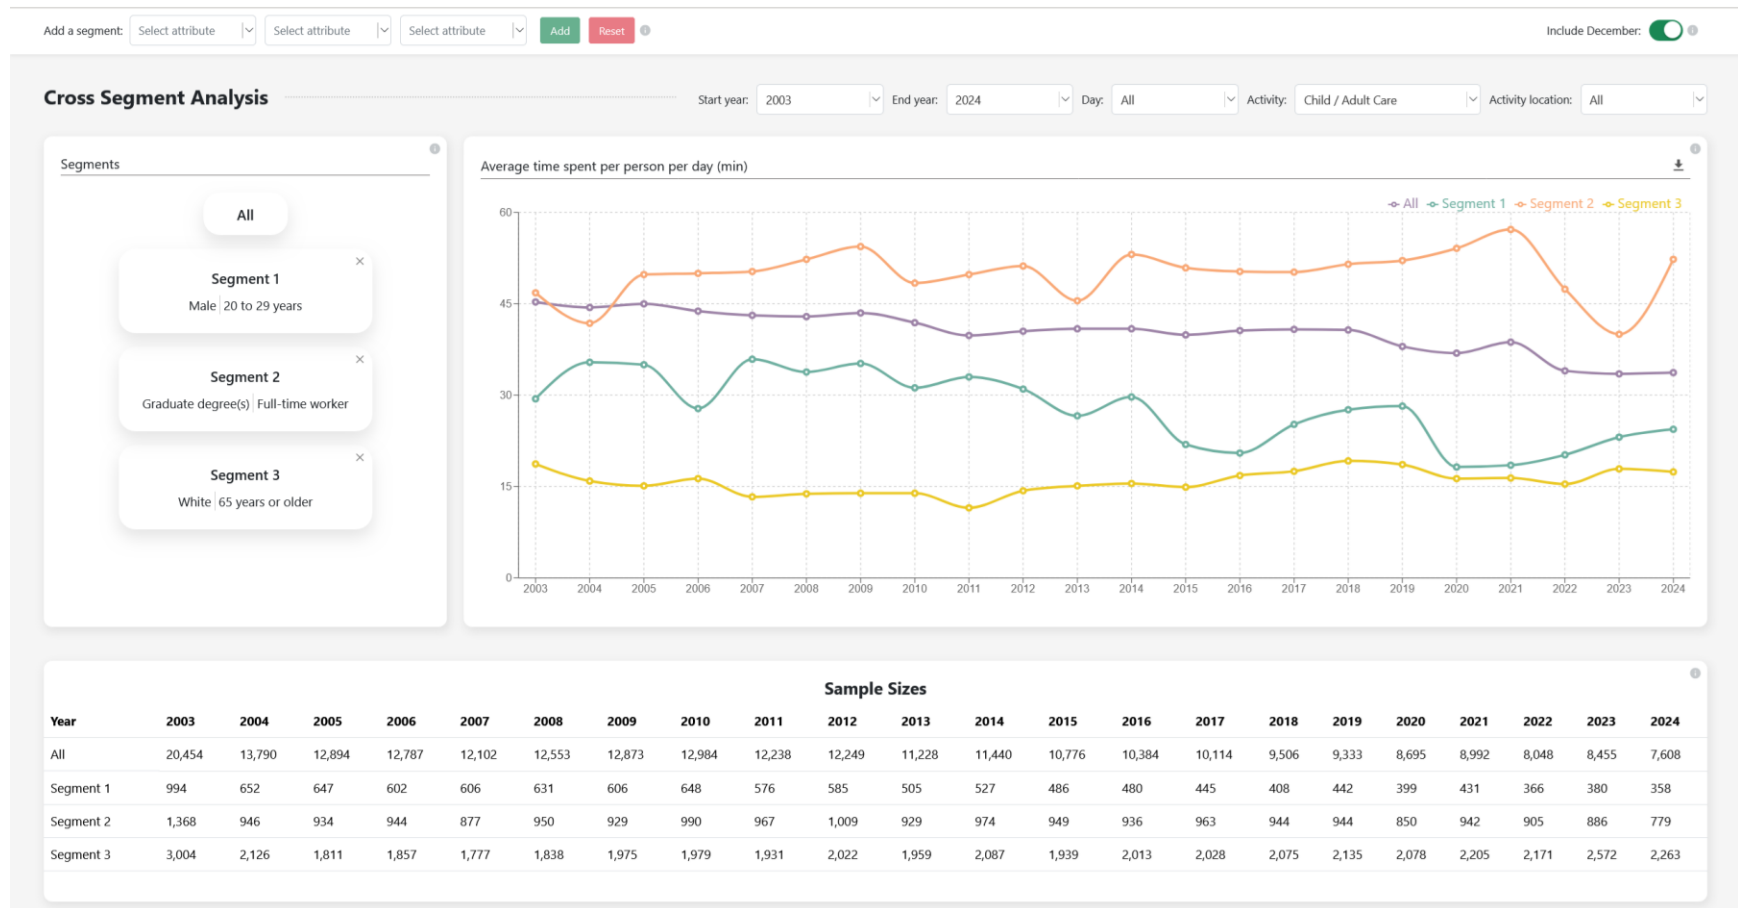 Add a segment: Select attribute Select attribute Select attribute Add Reset Include December:
Cross Segment Analysis Start year: 2003 End year: 2024 Day: All Activity: Child / Adult Care Activity location: All
Segments
All
Segment 1
Male 20 to 29 years
Segment 2
Graduate degree(s) Full-time worker
Segment 3
White 65 years or older
Average time spent per person per day (min)
All Segment 1 Segment 2 Segment 3
60
45
30
15
0
2003 2004 2005 2006 2007 2008 2009 2010 2011 2012 2013 2014 2015 2016 2017 2018 2019 2020 2021 2022 2023 2024
Sample Sizes
Year 2003 2004 2005 2006 2007 2008 2009 2010 2011 2012 2013 2014 2015 2016 2017 2018 2019 2020 2021 2022 2023 2024
All 20,454 13,790 12,894 12,787 12,102 12,553 12,873 12,984 12,238 12,249 11,228 11,440 10,776 10,384 10,114 9,506 9,333 8,695 8,992 8,048 8,455 7,608
Segment 1 994 652 647 602 606 631 606 648 576 585 505 527 486 480 445 408 442 399 431 366 380 358
Segment 2 1,368 946 934 944 877 950 929 990 967 1,009 929 974 949 936 963 944 944 850 942 905 886 779
Segment 3 3,004 2,126 1,811 1,857 1,777 1,838 1,975 1,979 1,931 2,022 1,959 2,087 1,939 2,013 2,028 2,075 2,135 2,078 2,205 2,171 2,572 2,263